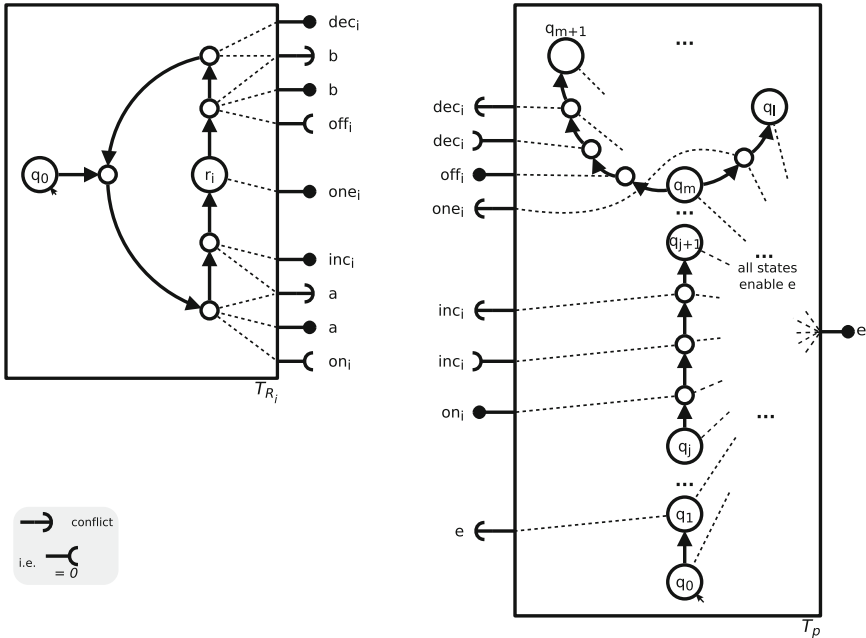 dec_i
b
b
off_i
q_0
r_i
one_i
inc_i
a
a
on_i
T_{R_i}
conflict
i.e.
= 0
q_{m+1}
...
q_l
dec_i
dec_i
off_i
q_m
one_i
...
q_{j+1}
...
all states
enable e
inc_i
e
inc_i
on_i
...
q_j
...
e
q_1
q_0
T_p